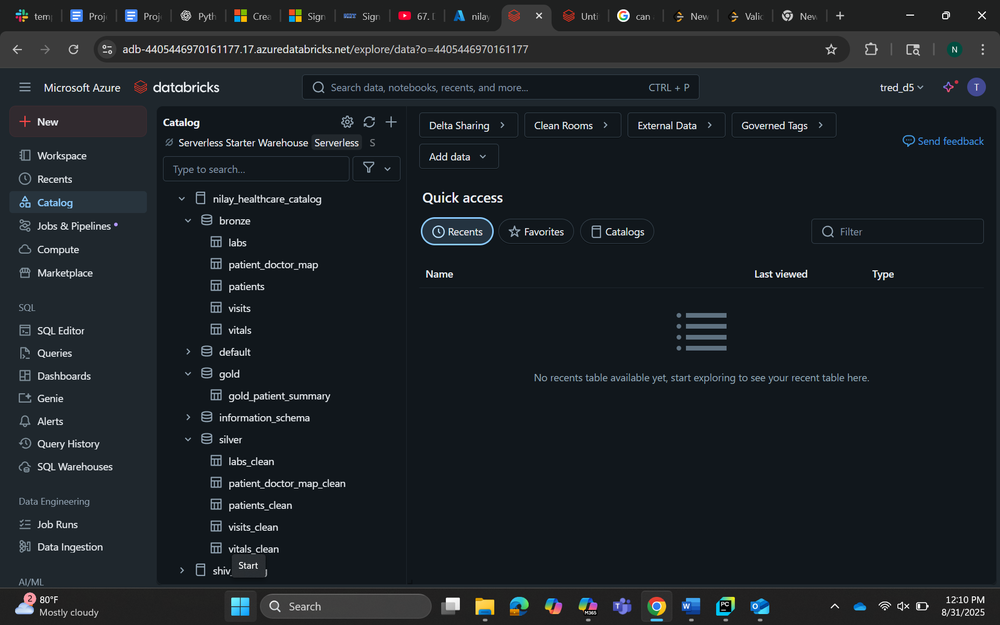 temp
Proj
Proj
Pyth
Crea
Sign
NIIT
Sign
67. D
nilay
Unti
can
New
Valid
New
adb-4405446970161177.17.azuredatabricks.net/explore/data?o=4405446970161177
N
Microsoft Azure
databricks
Search data, notebooks, recents, and more...
CTRL + P
tred_d5
T
New
Workspace
Recents
Catalog
Jobs & Pipelines
Compute
Marketplace
SQL
SQL Editor
Queries
Dashboards
Genie
Alerts
Query History
SQL Warehouses
Data Engineering
Job Runs
Data Ingestion
AI/ML
Catalog
Serverless Starter Warehouse Serverless S
Type to search...
nilay_healthcare_catalog
bronze
labs
patient_doctor_map
patients
visits
vitals
default
gold
gold_patient_summary
information_schema
silver
labs_clean
patient_doctor_map_clean
patients_clean
visits_clean
vitals_clean
shiv_
Start
Delta Sharing
Clean Rooms
External Data
Governed Tags
Send feedback
Add data
Quick access
Recents
Favorites
Catalogs
Filter
Name
Last viewed
Type
No recents table available yet, start exploring to see your recent table here.
2
80°F
Mostly cloudy
Search
M365
T
W
PC
O
12:10 PM
8/31/2025